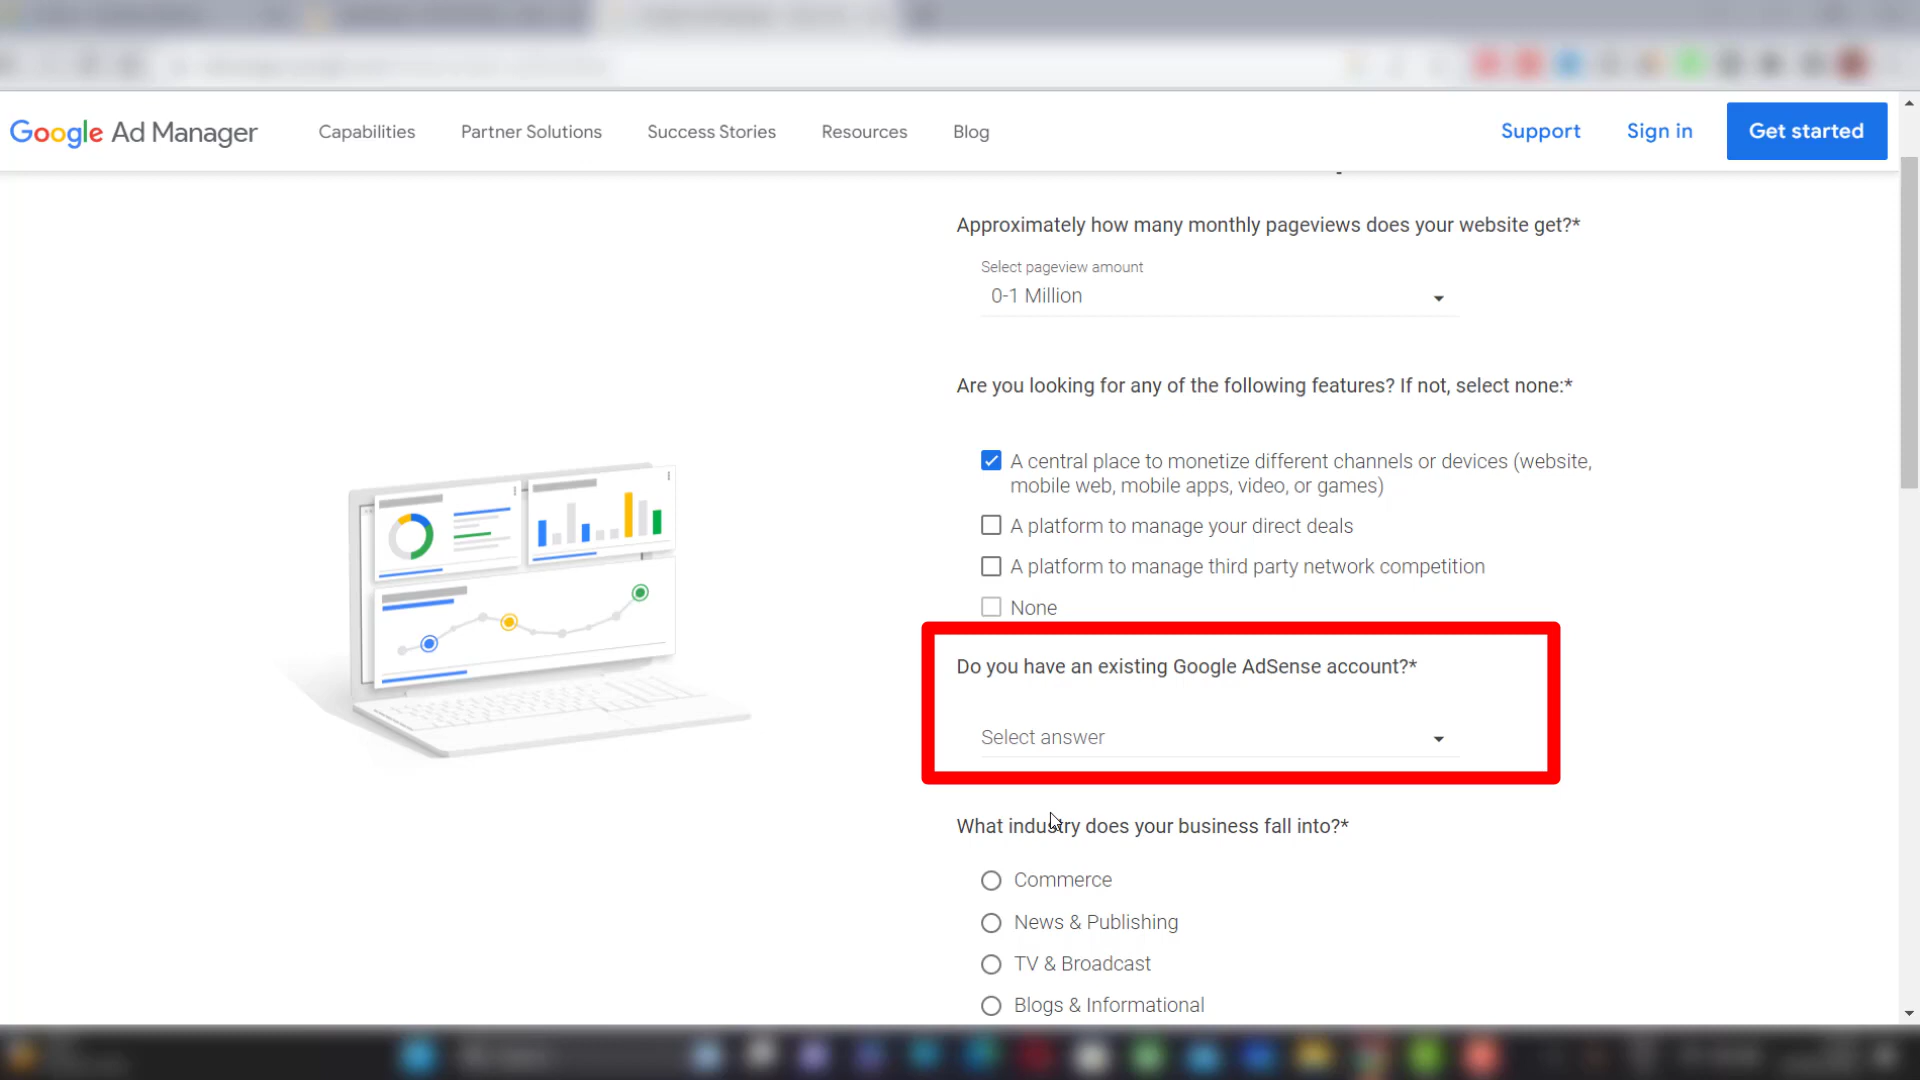 Google Ad Manager
Capabilities
Partner Solutions
Success Stories
Resources
Blog
Support
Sign in
Get started
Approximately how many monthly pageviews does your website get?*
Select pageview amount
0-1 Million
Are you looking for any of the following features? If not, select none:*
A central place to monetize different channels or devices (website,
mobile web, mobile apps, video, or games)
A platform to manage your direct deals
A platform to manage third party network competition
None
Do you have an existing Google AdSense account?*
Select answer
What industry does your business fall into?*
Commerce
News & Publishing
TV & Broadcast
Blogs & Informational